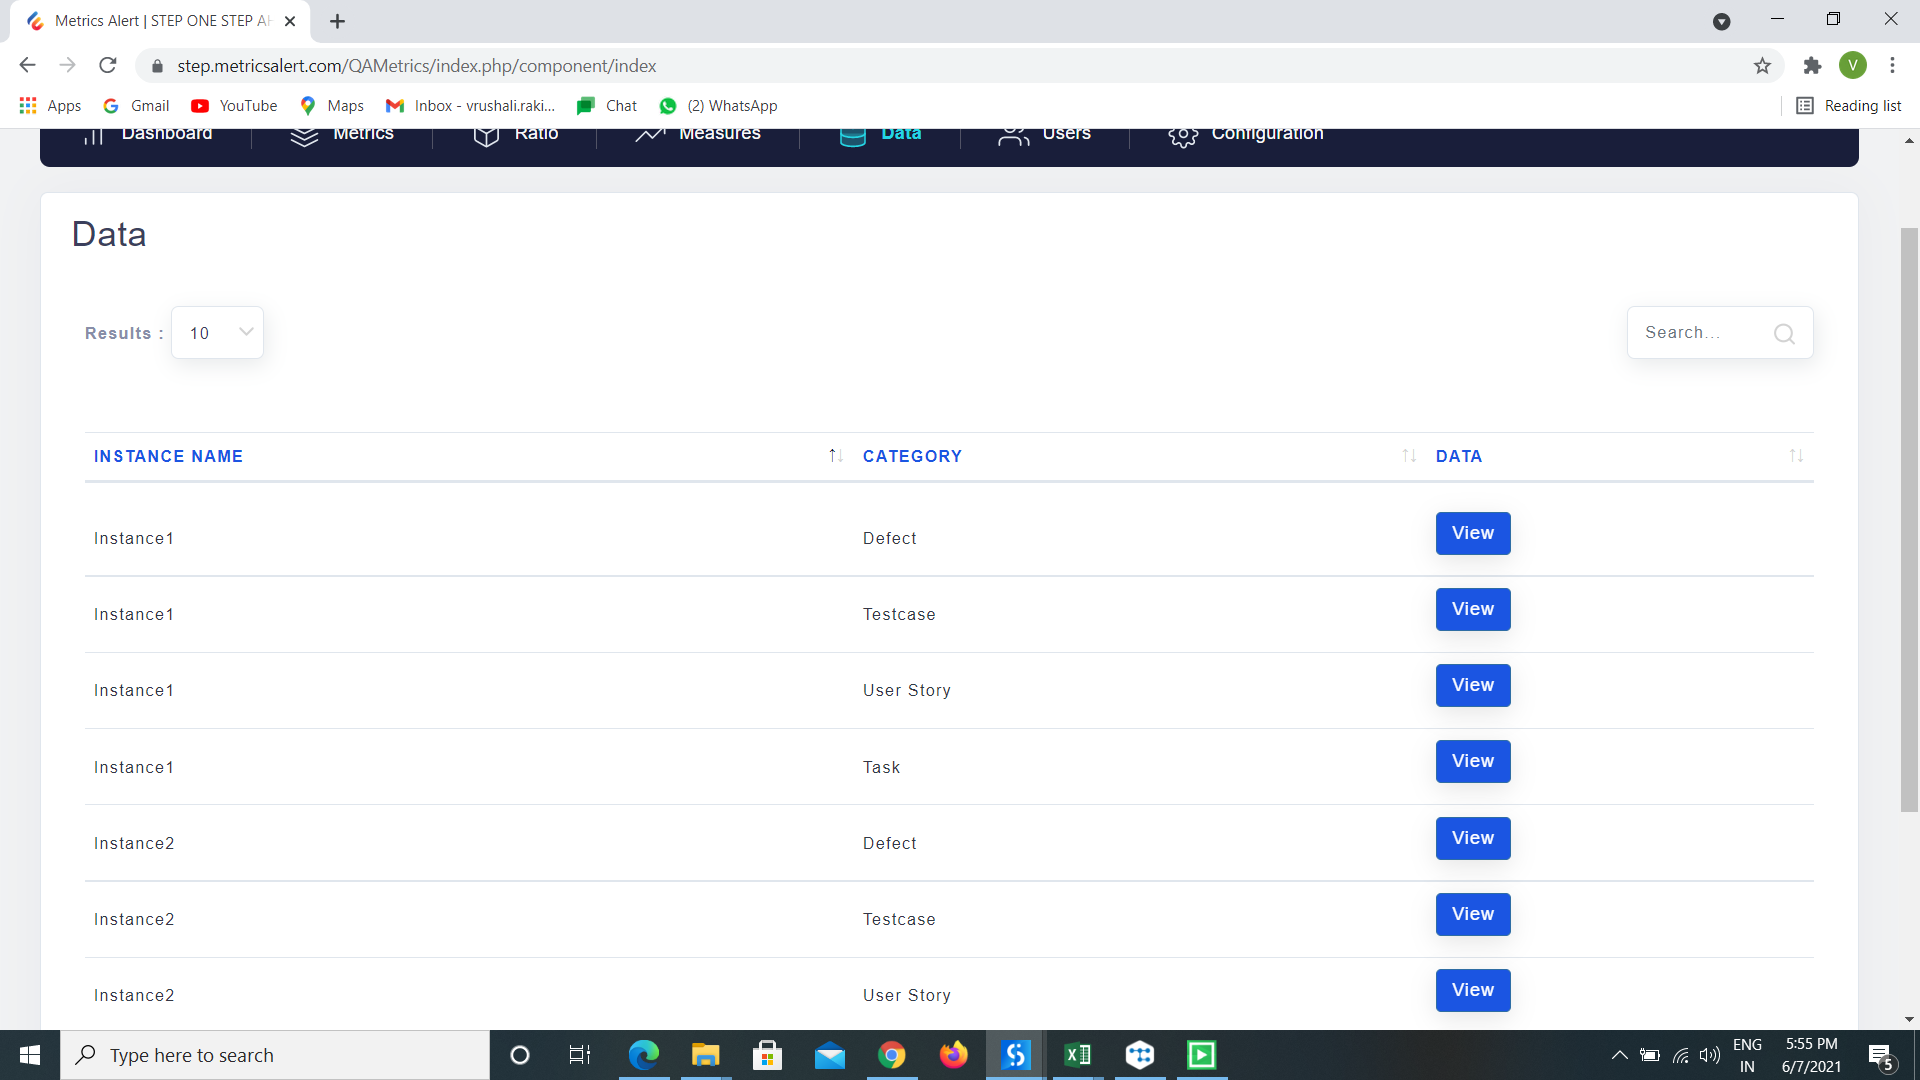 Metrics Alert | STEP ONE STEP AH
step.metricsalert.com/QAMetrics/index.php/component/index
V
Apps Gmail YouTube Maps Inbox - vrushali.raki... Chat (2) WhatsApp Reading list
Dashboard Metrics Ratio Measures Data Users Configuration
Data
Results : 10 Search...
INSTANCE NAME CATEGORY DATA
Instance1 Defect View
Instance1 Testcase View
Instance1 User Story View
Instance1 Task View
Instance2 Defect View
Instance2 Testcase View
Instance2 User Story View
Type here to search
ENG
IN
5:55 PM
6/7/2021
5